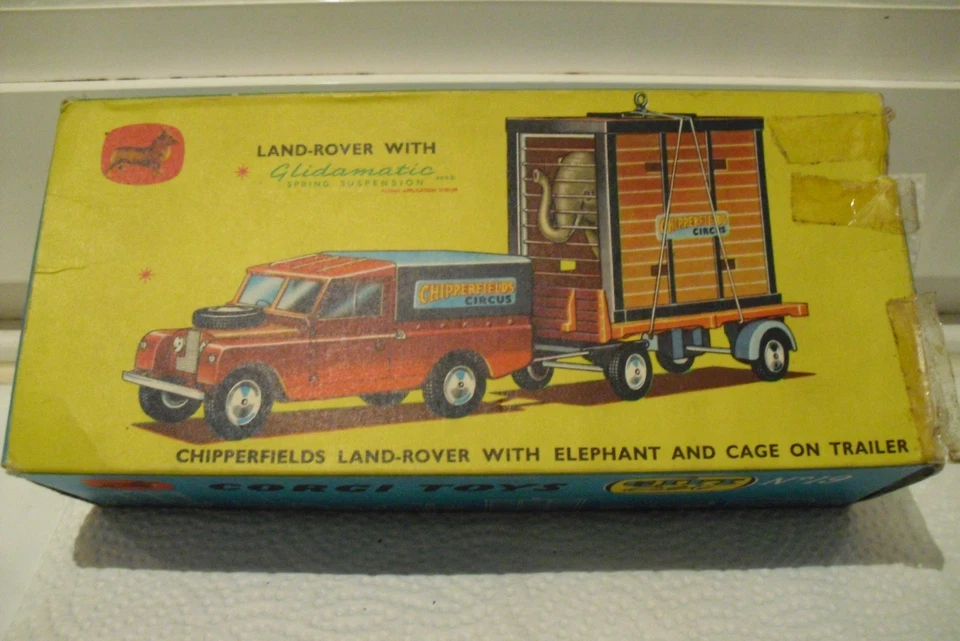 LAND-ROVER WITH
Glidamatic
SPRING SUSPENSION
CHIPPERFIELDS
CIRCUS
CHIPPERFIELDS
CIRCUS
CHIPPERFIELDS LAND-ROVER WITH ELEPHANT AND CAGE ON TRAILER
CORGI TOYS
Nº19